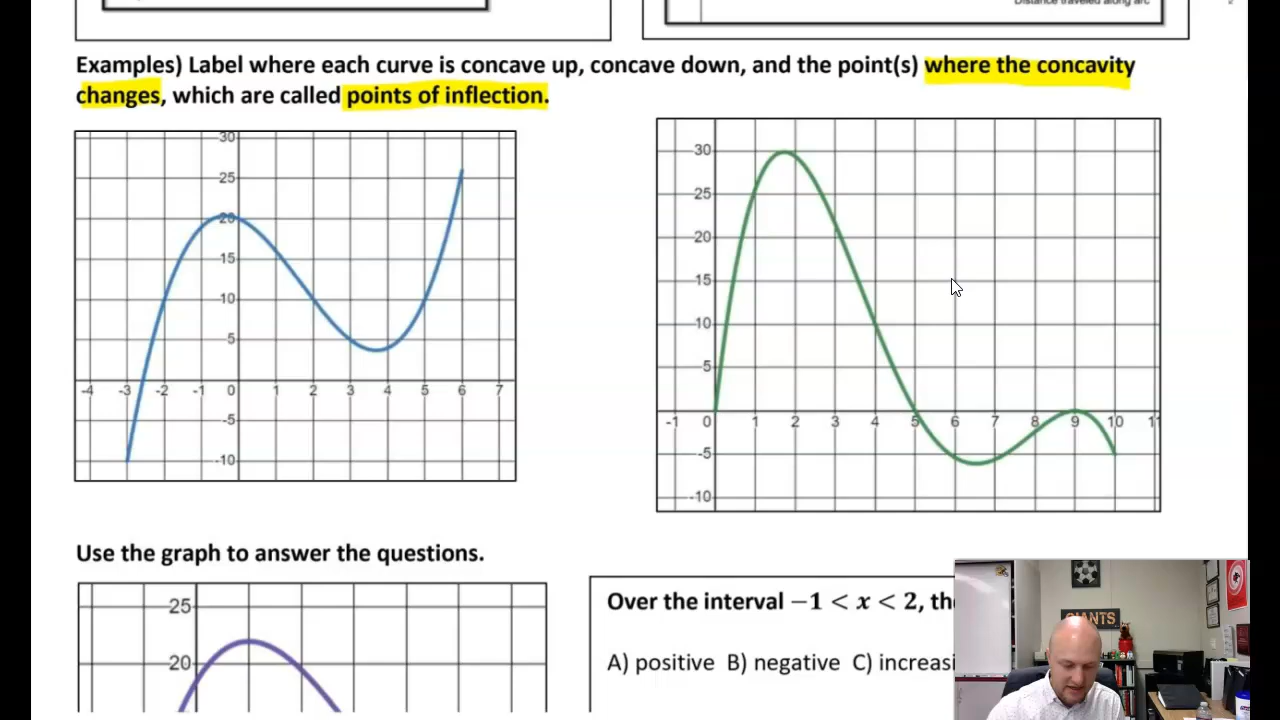 Distance traveled along arc
Examples) Label where each curve is concave up, concave down, and the point(s) where the concavity
changes, which are called points of inflection.
30
25
20
15
10
5
-4 -3 -2 -1 0 1 2 3 4 5 6 7
-5
-10
30
25
20
15
10
5
-1 0 1 2 3 4 5 6 7 8 9 10 11
-5
-10
Use the graph to answer the questions.
25
20
Over the interval −1 < x < 2, th
A) positive B) negative C) increasi
GIANTS